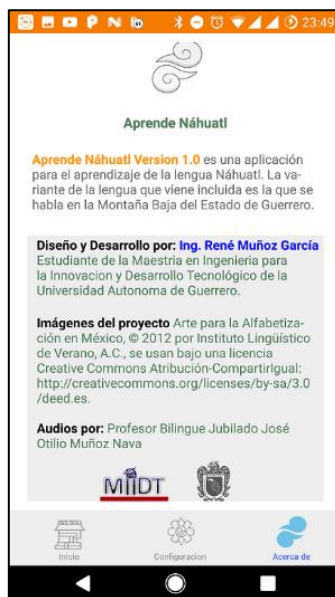 23:49
Aprende Náhuatl
Aprende Náhuatl Version 1.0 es una aplicación
para el aprendizaje de la lengua Náhuatl. La va-
riante de la lengua que viene incluida es la que se
habla en la Montaña Baja del Estado de Guerrero.
Diseño y Desarrollo por: Ing. René Muñoz García
Estudiante de la Maestria en Ingenieria para
la Innovacion y Desarrollo Tecnológico de la
Universidad Autonoma de Guerrero.
Imágenes del proyecto Arte para la Alfabetiza-
ción en México, © 2012 por Instituto Lingüístico
de Verano, A.C., se usan bajo una licencia
Creative Commons Atribución-CompartirIgual:
http://creativecommons.org/licenses/by-sa/3.0
/deed.es.
Audios por: Profesor Bilingue Jubilado José
Otilio Muñoz Nava
MIIDT
Inicio Configuracion Acerca de